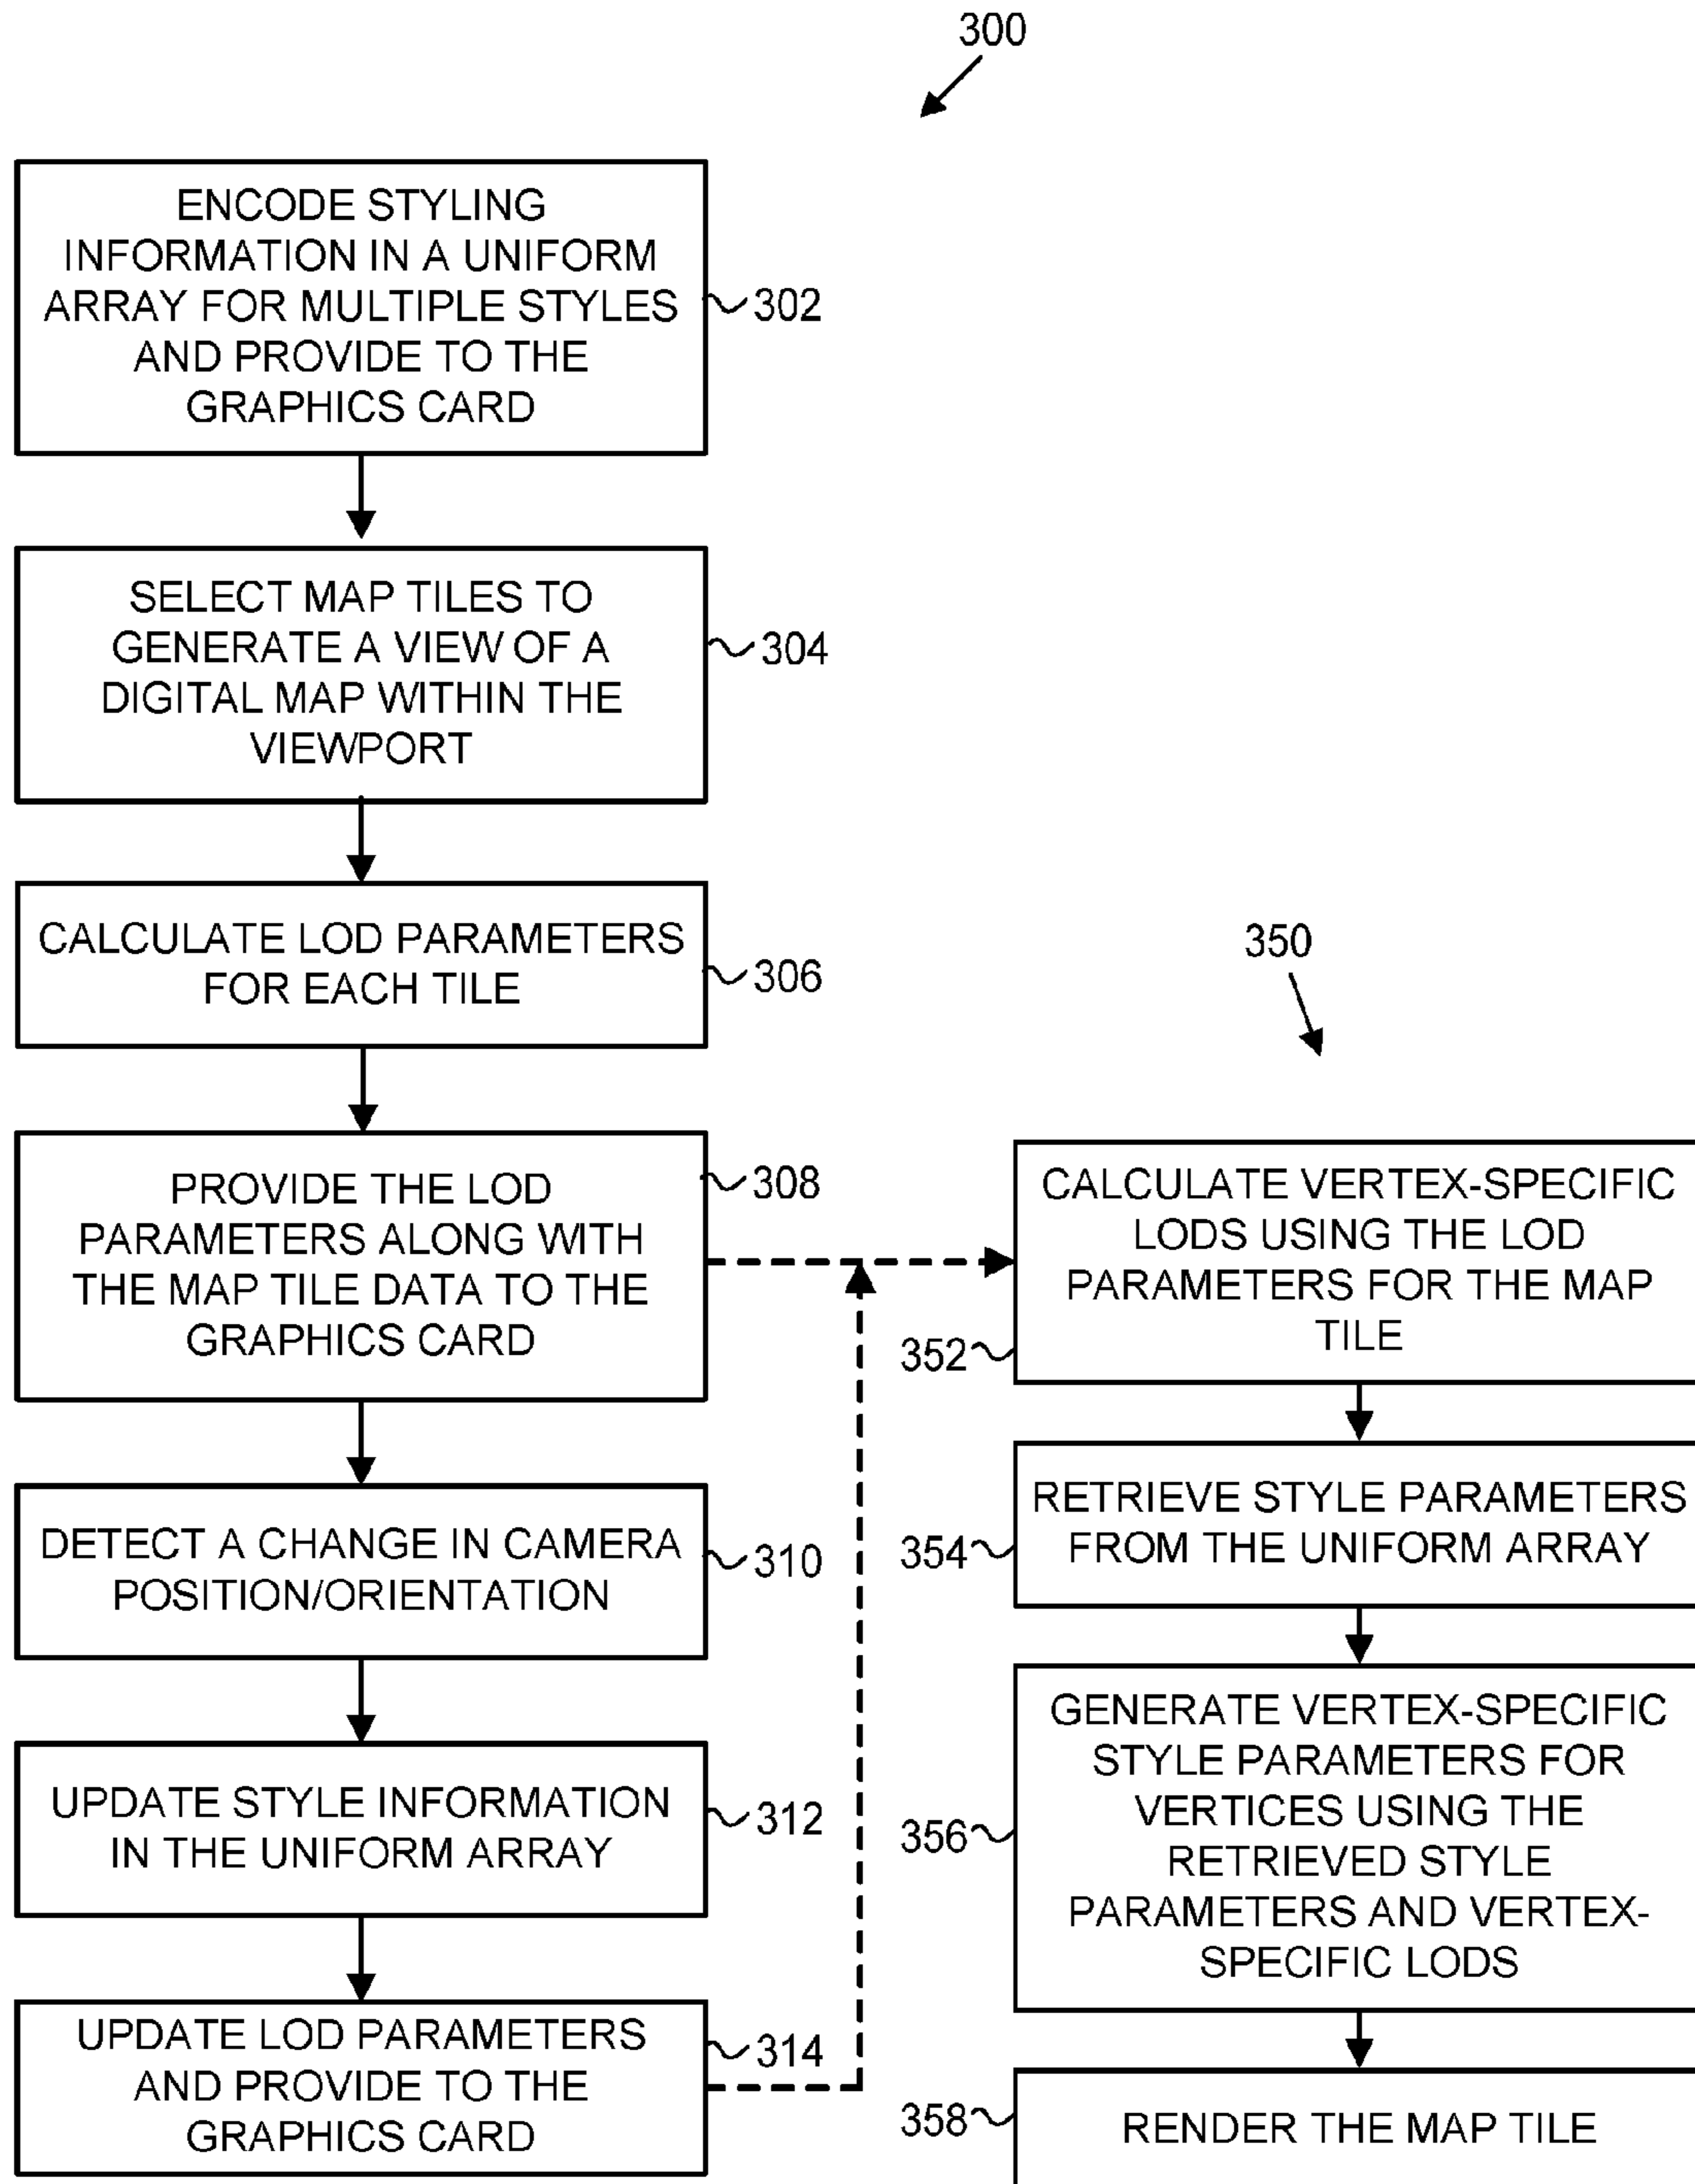 300
ENCODE STYLING
INFORMATION IN A UNIFORM
ARRAY FOR MULTIPLE STYLES
AND PROVIDE TO THE
GRAPHICS CARD
302
SELECT MAP TILES TO
GENERATE A VIEW OF A
DIGITAL MAP WITHIN THE
VIEWPORT
304
CALCULATE LOD PARAMETERS
FOR EACH TILE
306
PROVIDE THE LOD
PARAMETERS ALONG WITH
THE MAP TILE DATA TO THE
GRAPHICS CARD
308
DETECT A CHANGE IN CAMERA
POSITION/ORIENTATION
310
UPDATE STYLE INFORMATION
IN THE UNIFORM ARRAY
312
UPDATE LOD PARAMETERS
AND PROVIDE TO THE
GRAPHICS CARD
314
350
CALCULATE VERTEX-SPECIFIC
LODS USING THE LOD
PARAMETERS FOR THE MAP
TILE
352
RETRIEVE STYLE PARAMETERS
FROM THE UNIFORM ARRAY
354
GENERATE VERTEX-SPECIFIC
STYLE PARAMETERS FOR
VERTICES USING THE
RETRIEVED STYLE
PARAMETERS AND VERTEX-
SPECIFIC LODS
356
RENDER THE MAP TILE
358